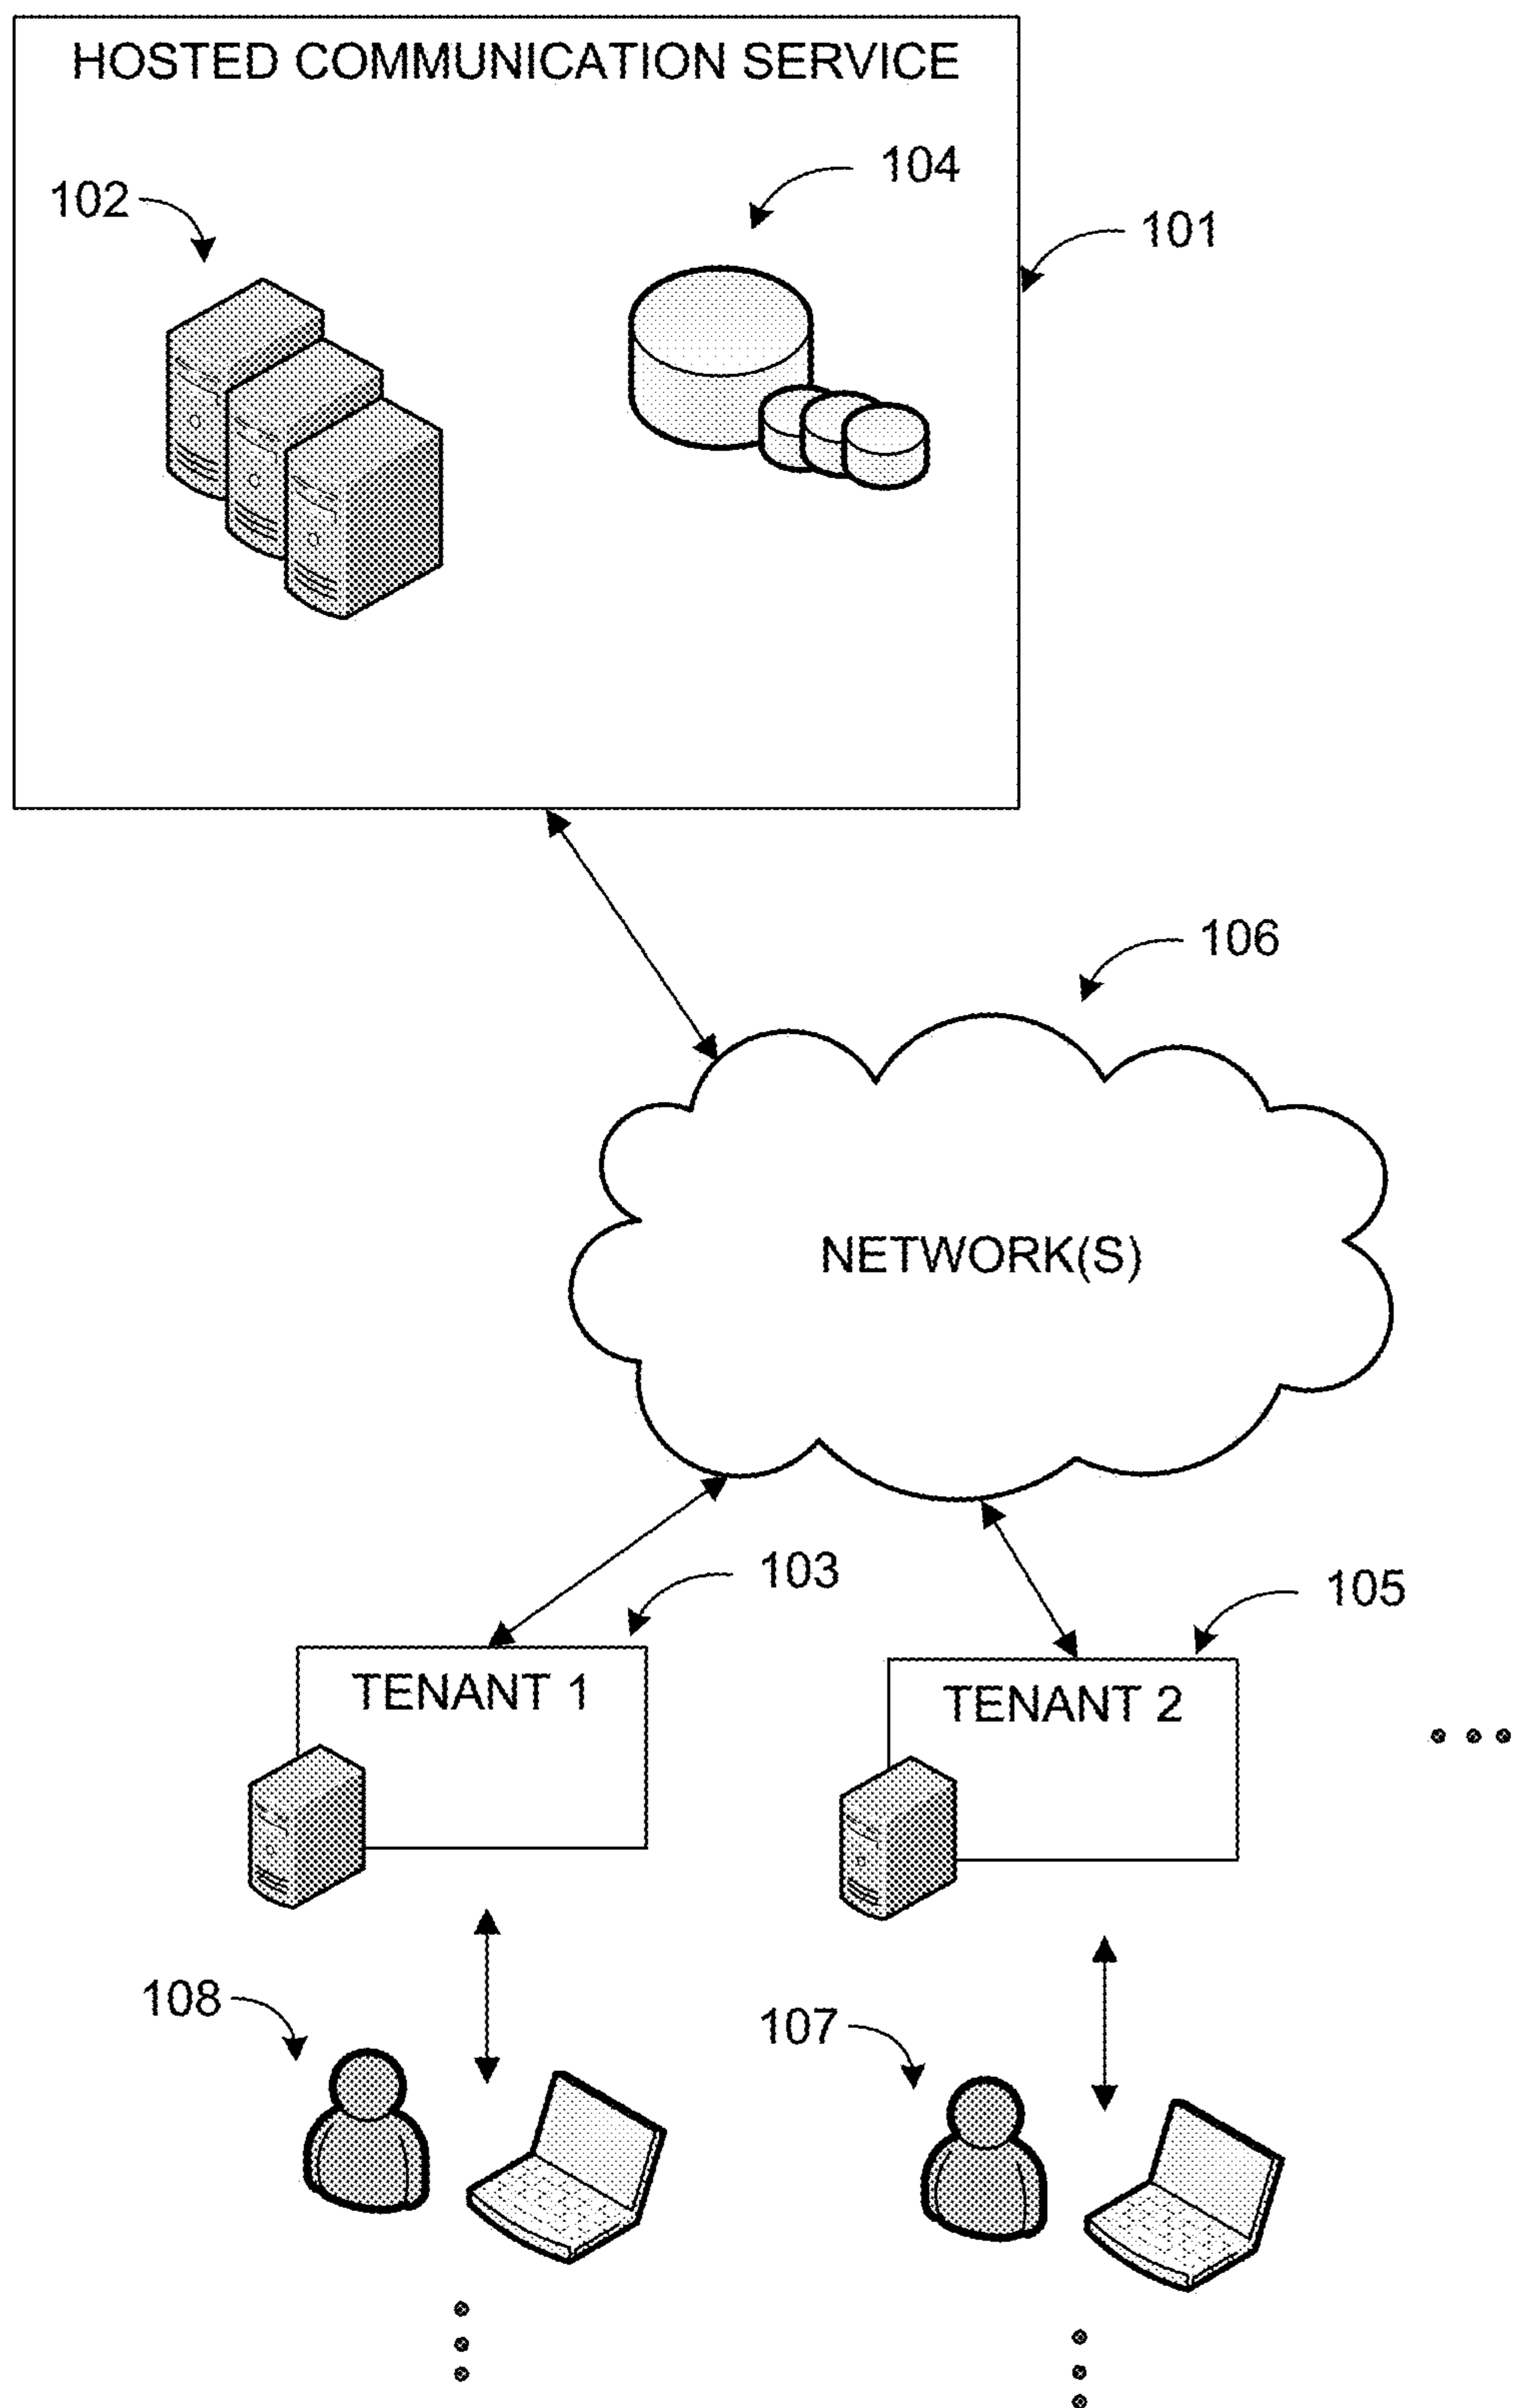 HOSTED COMMUNICATION SERVICE
104
102
101
106
NETWORK(S)
103
105
TENANT 1
TENANT 2
108
107